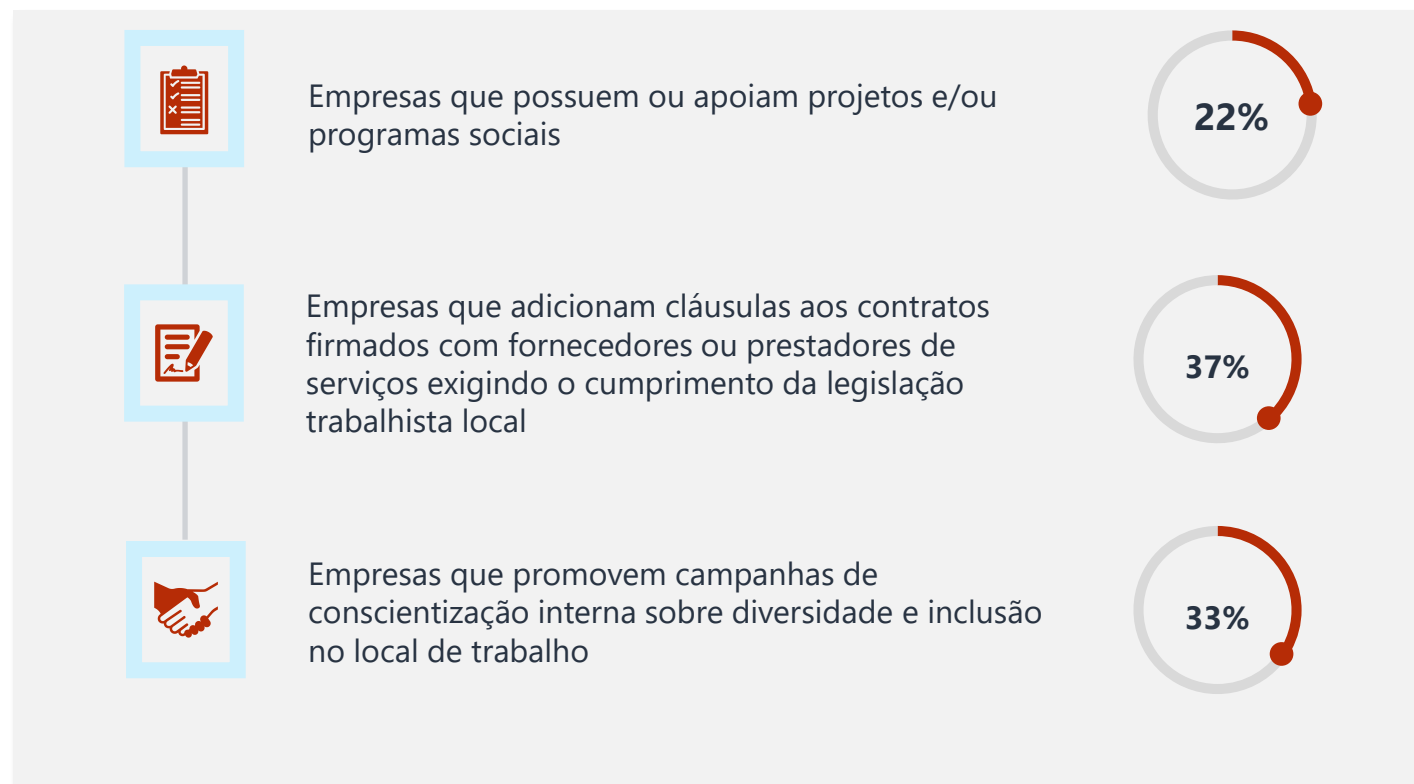 Empresas que possuem ou apoiam projetos e/ou
programas sociais
22%
Empresas que adicionam cláusulas aos contratos
firmados com fornecedores ou prestadores de
serviços exigindo o cumprimento da legislação
trabalhista local
37%
Empresas que promovem campanhas de
conscientização interna sobre diversidade e inclusão
no local de trabalho
33%